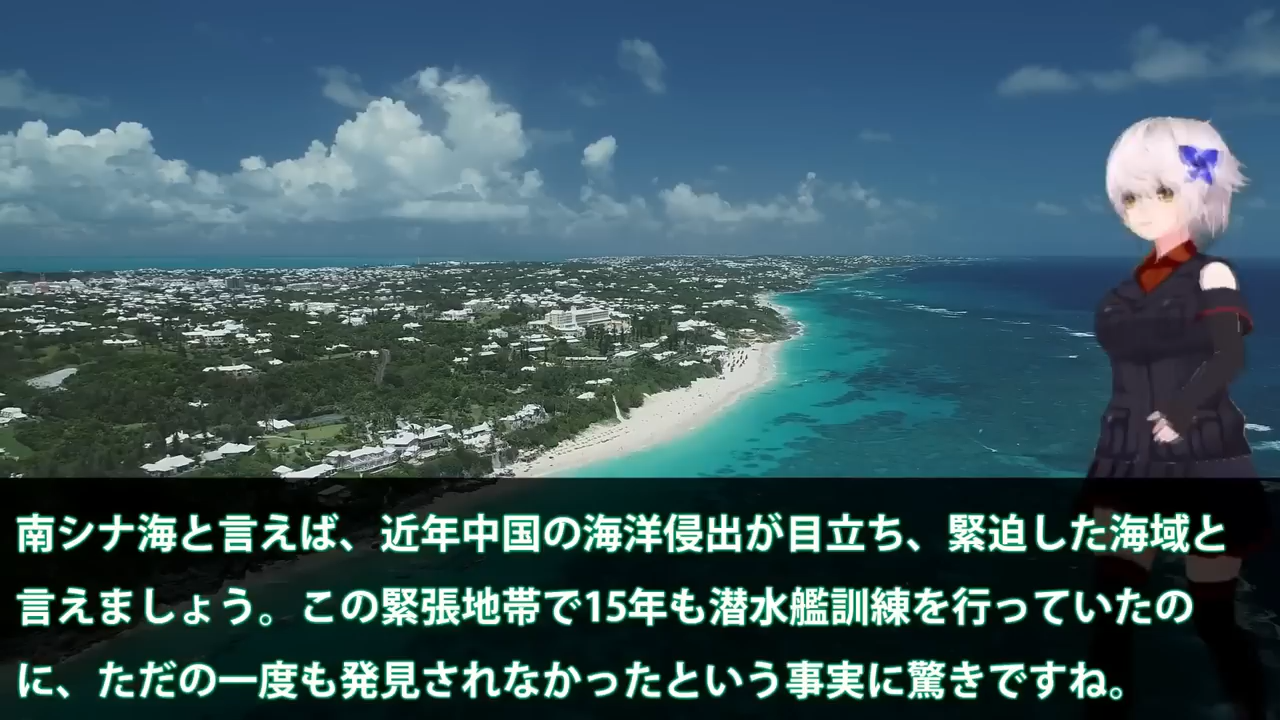 南シナ海と言えば、近年中国の海洋侵出が目立ち、緊迫した海域と
言えましょう。この緊張地帯で15年も潜水艦訓練を行っていたの
に、ただの一度も発見されなかったという事実に驚きですね。